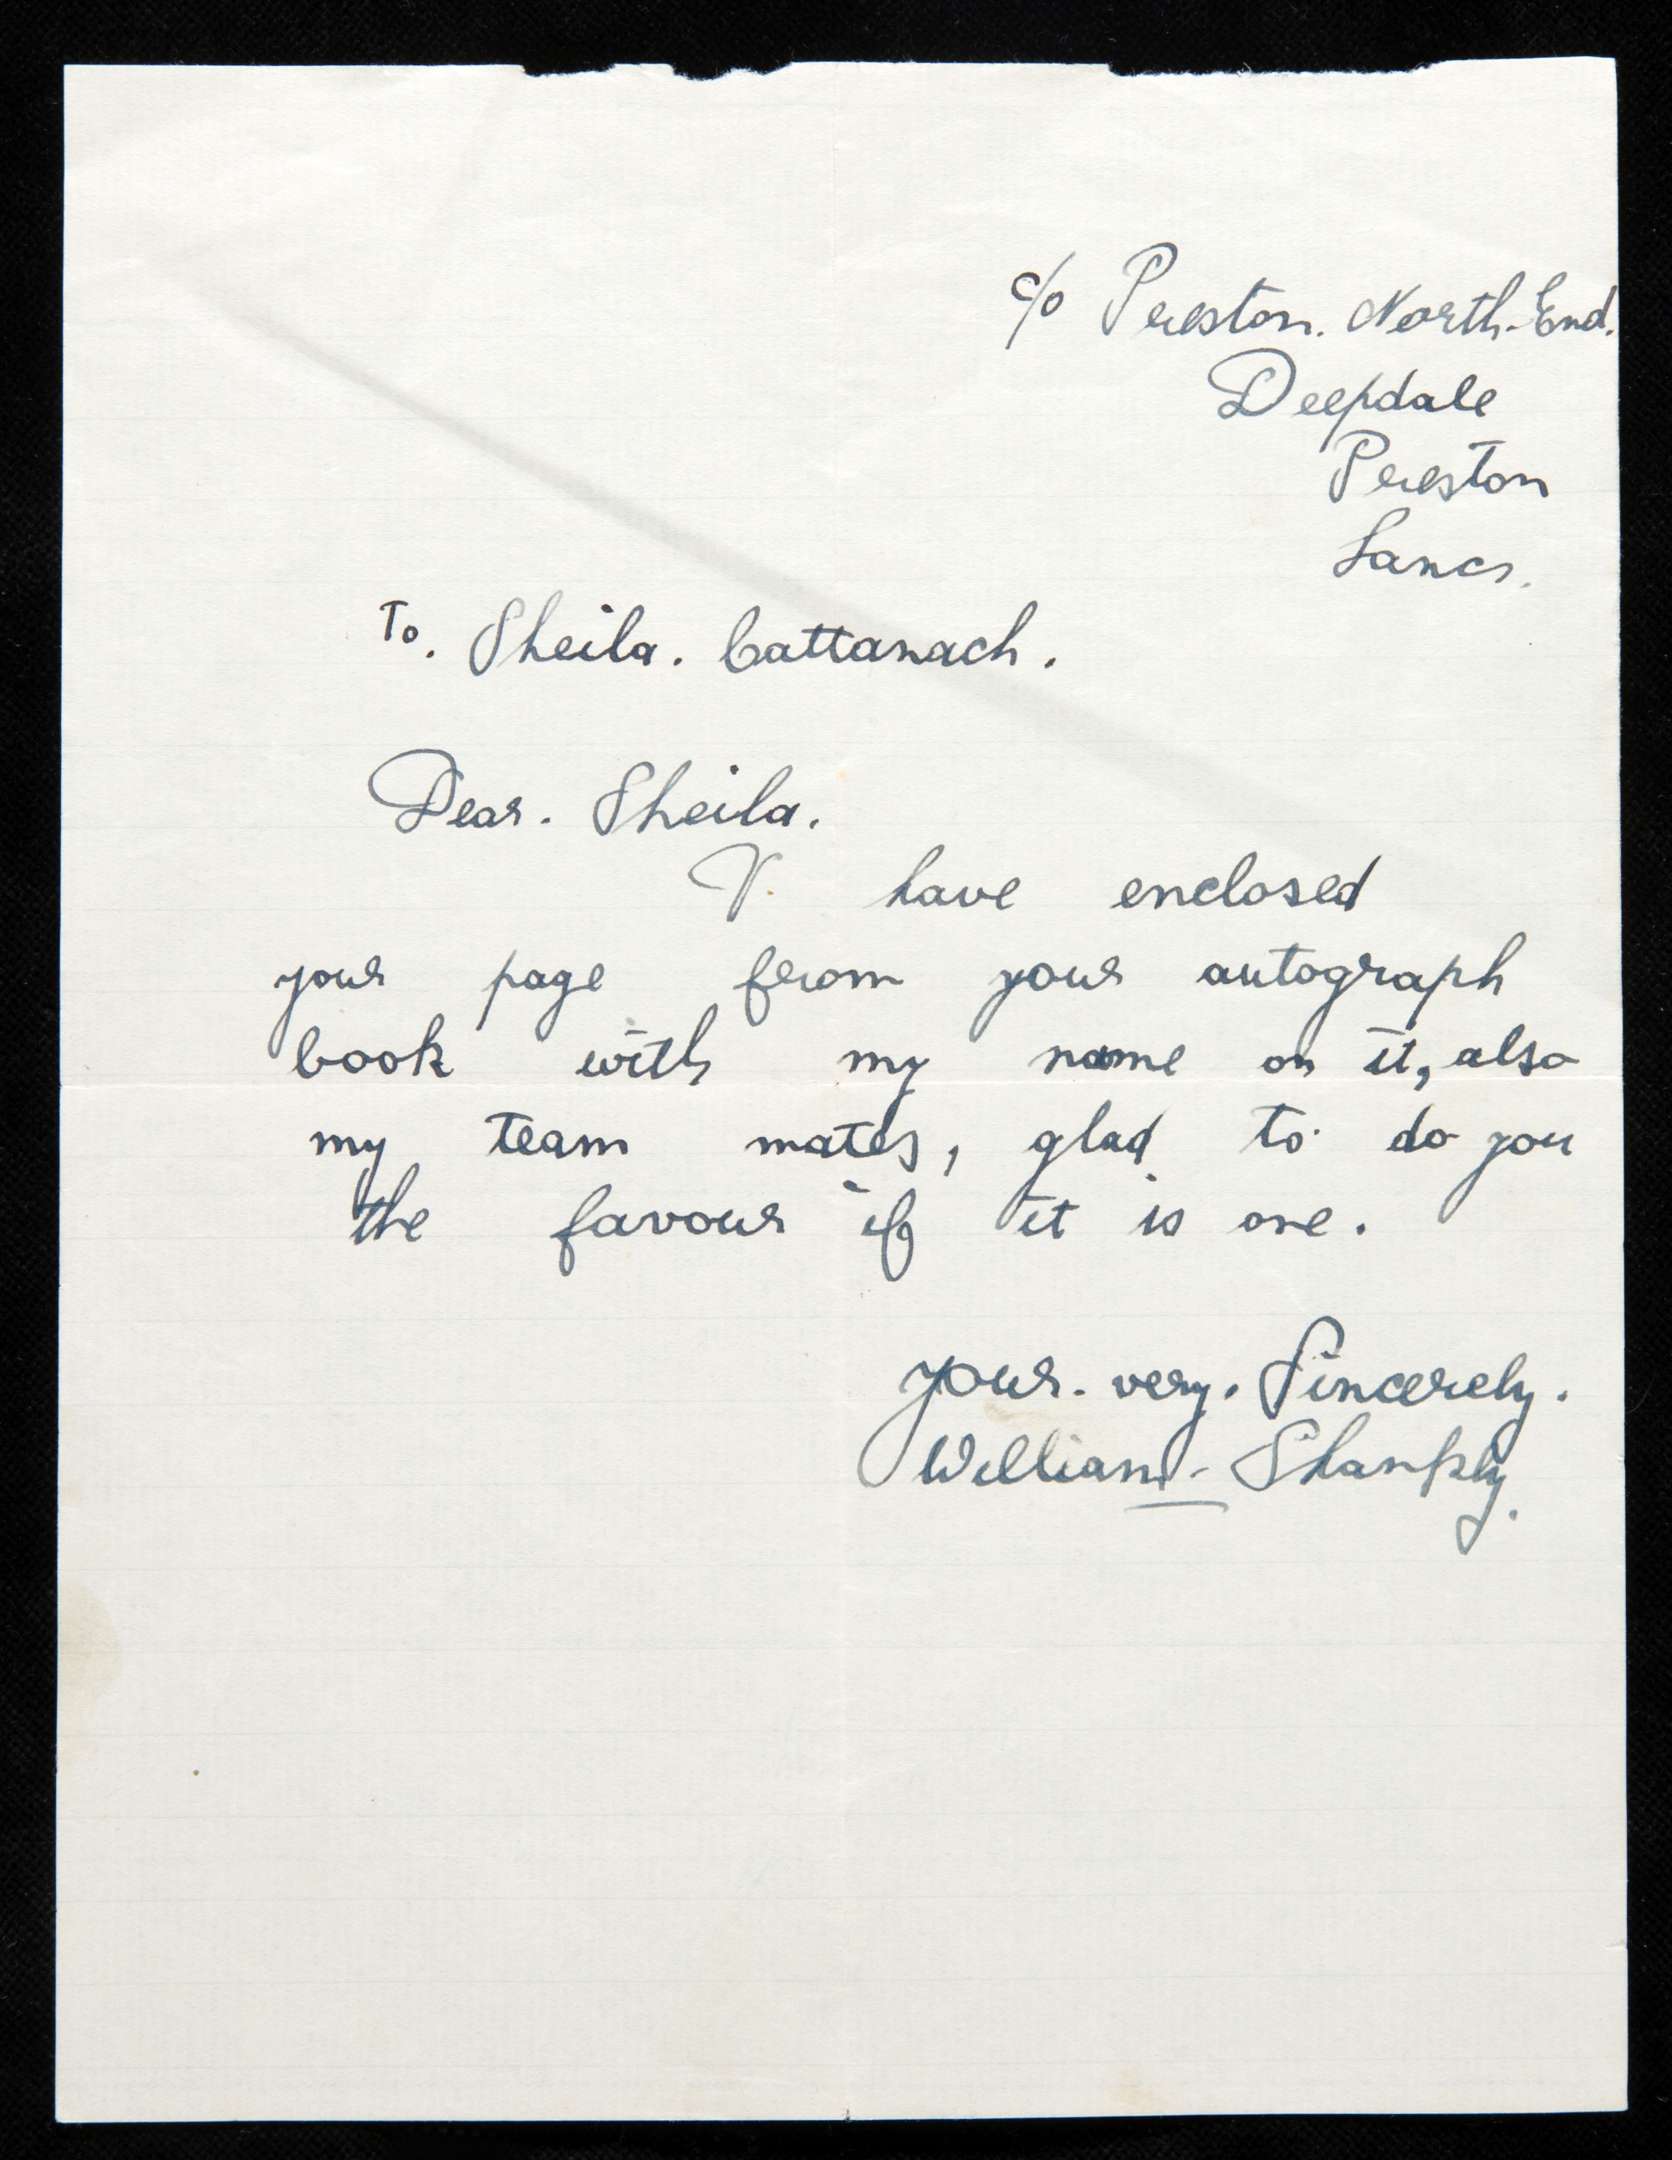 c/o Preston. North-End.
Deepdale
Preston
Lancs.
To. Sheila. Cattanach.
Dear. Sheila.
I. have enclosed
your page from your autograph
book with my name on it, also
my team mates, glad to do you
the favour if it is one.
Your. very. Sincerely.
William - Shankly.